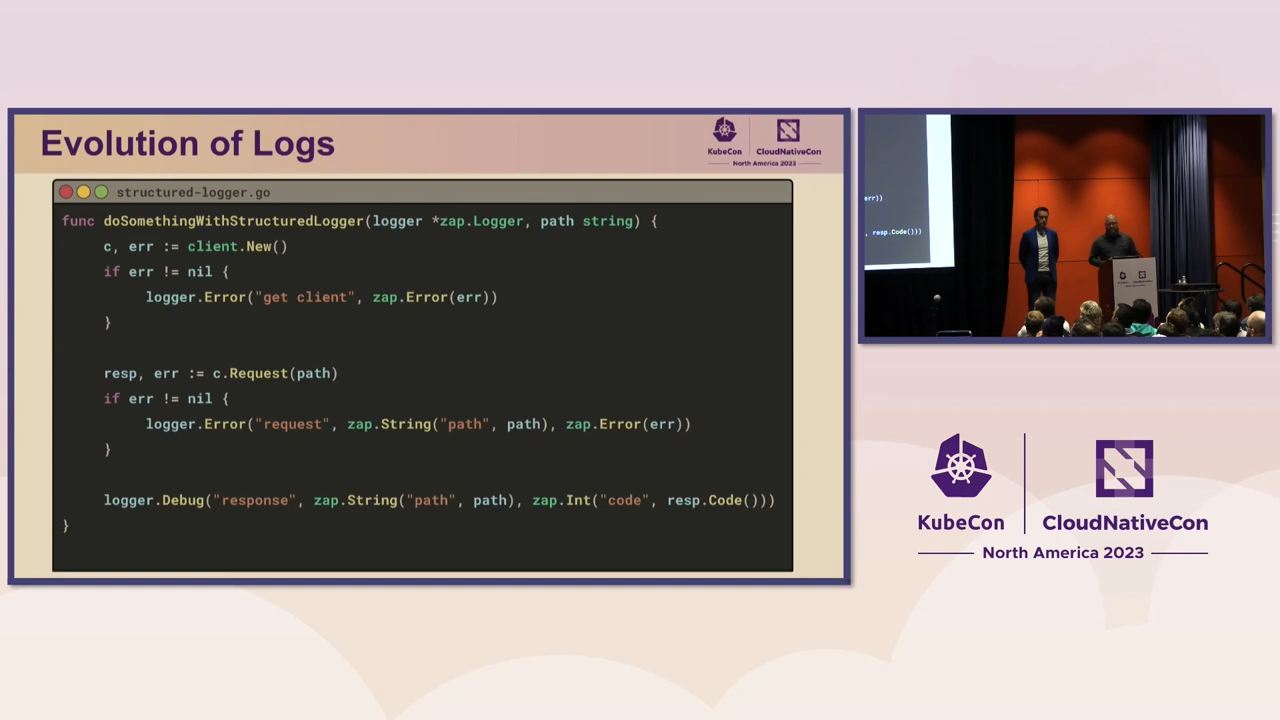 Evolution of Logs
KubeCon
CloudNativeCon
North America 2023
structured-logger.go
func doSomethingWithStructuredLogger(logger *zap.Logger, path string) {
c, err := client.New()
if err != nil {
logger.Error("get client", zap.Error(err))
}
resp, err := c.Request(path)
if err != nil {
logger.Error("request", zap.String("path", path), zap.Error(err))
}
logger.Debug("response", zap.String("path", path), zap.Int("code", resp.Code()))
}
err))
, resp.Code()))
KubeCon
CloudNativeCon
North America 2023